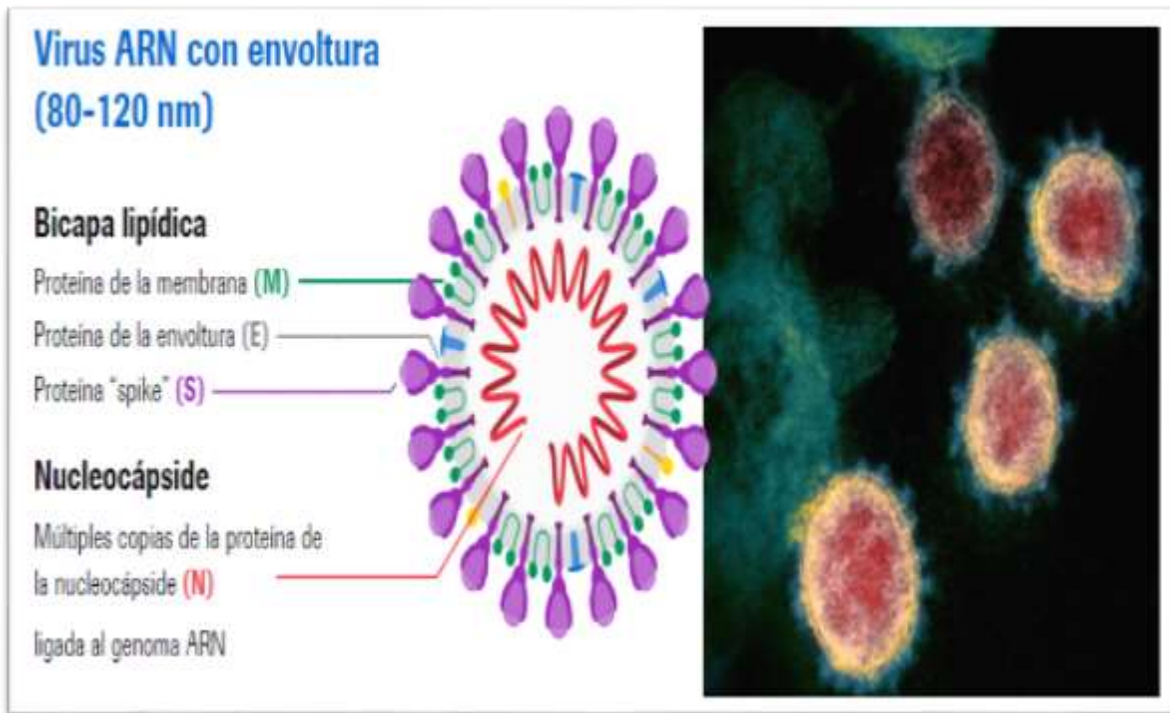 Virus ARN con envoltura
(80-120 nm)
Bicapa lipídica
Proteína de la membrana (M)
Proteína de la envoltura (E)
Proteína "spike" (S)
Nucleocápside
Múltiples copias de la proteína de
la nucleocápside (N)
ligada al genoma ARN